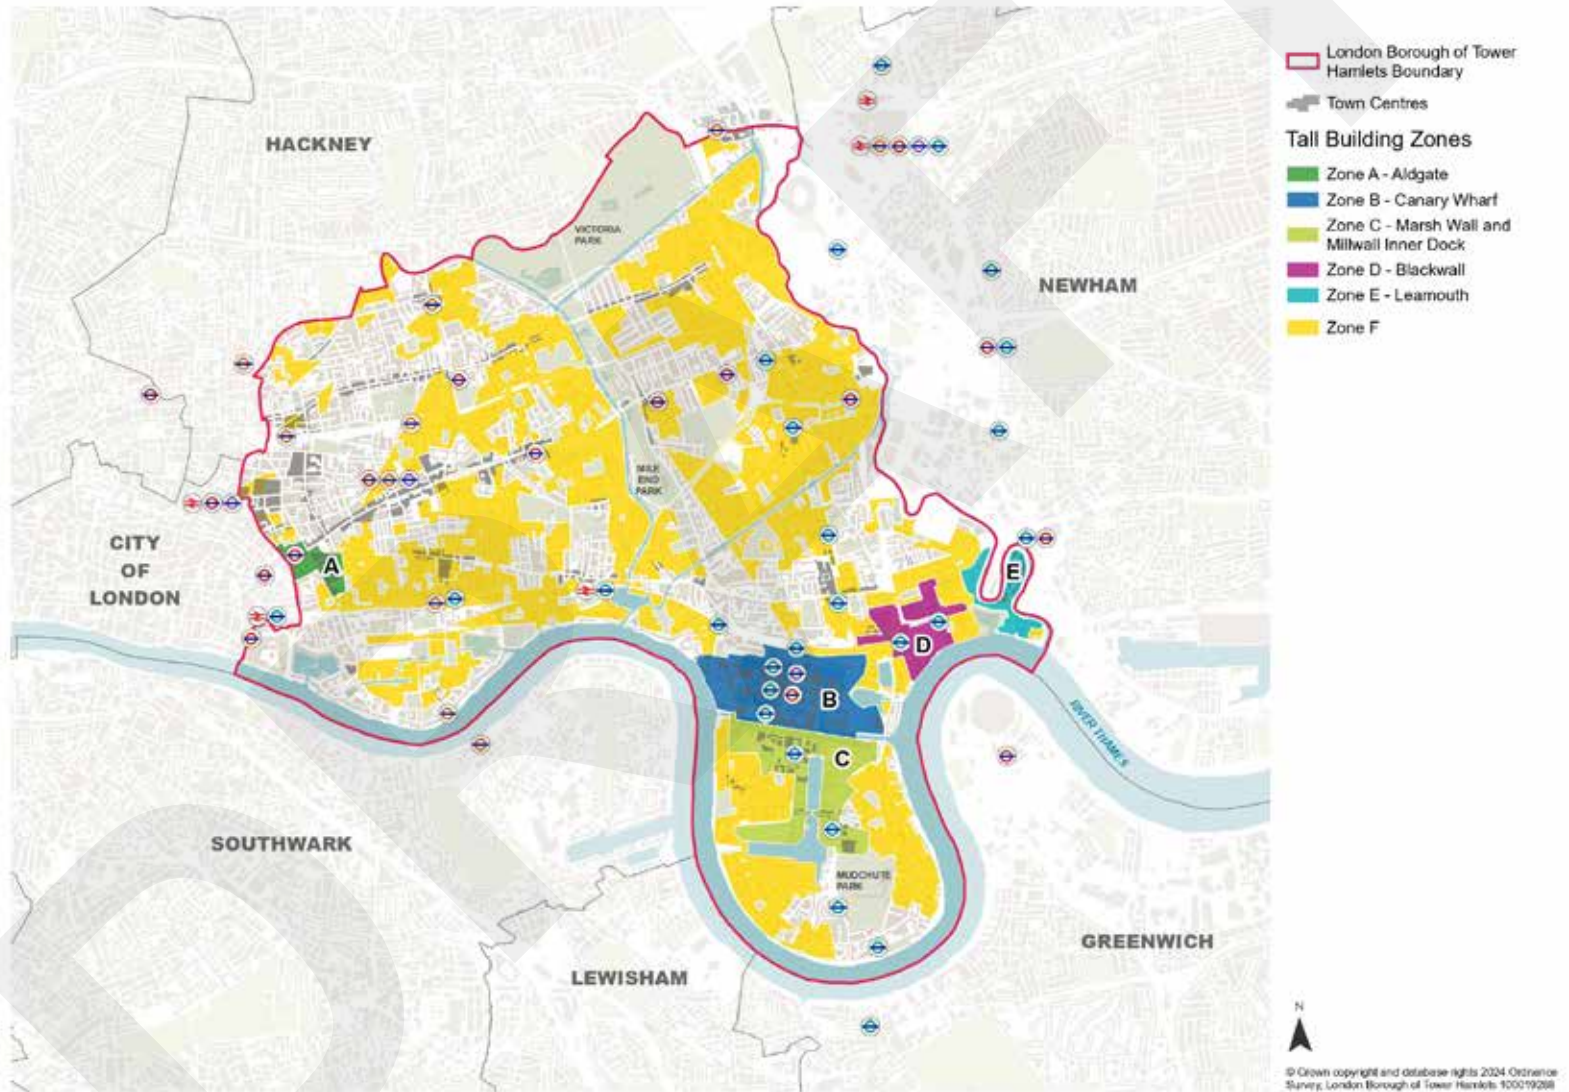 HACKNEY
VICTORIA
PARK
NEWHAM
MILE
END
PARK
CITY
OF
LONDON
A
E
D
B
C
RIVER THAMES
SOUTHWARK
MUDCHUTE
PARK
LEWISHAM
GREENWICH
London Borough of Tower
Hamlets Boundary
Town Centres
Tall Building Zones
Zone A - Aldgate
Zone B - Canary Wharf
Zone C - Marsh Wall and
Millwall Inner Dock
Zone D - Blackwall
Zone E - Leamouth
Zone F
N
© Crown copyright and database rights 2024 Ordnance
Survey, London Borough of Tower Hamlets 100019288